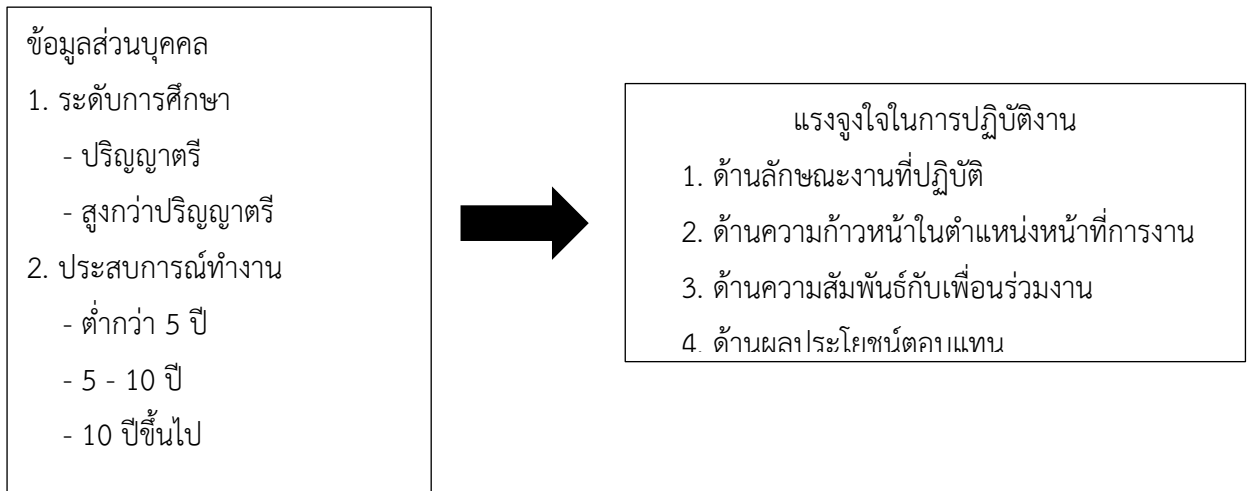 ข้อมูลส่วนบุคคล
1. ระดับการศึกษา
- ปริญญาตรี
- สูงกว่าปริญญาตรี
2. ประสบการณ์ทำงาน
- ต่ำกว่า 5 ปี
- 5 - 10 ปี
- 10 ปีขึ้นไป
แรงจูงใจในการปฏิบัติงาน
1. ด้านลักษณะงานที่ปฏิบัติ
2. ด้านความก้าวหน้าในตำแหน่งหน้าที่การงาน
3. ด้านความสัมพันธ์กับเพื่อนร่วมงาน
4. ด้านผลประโยชน์ตอบแทน